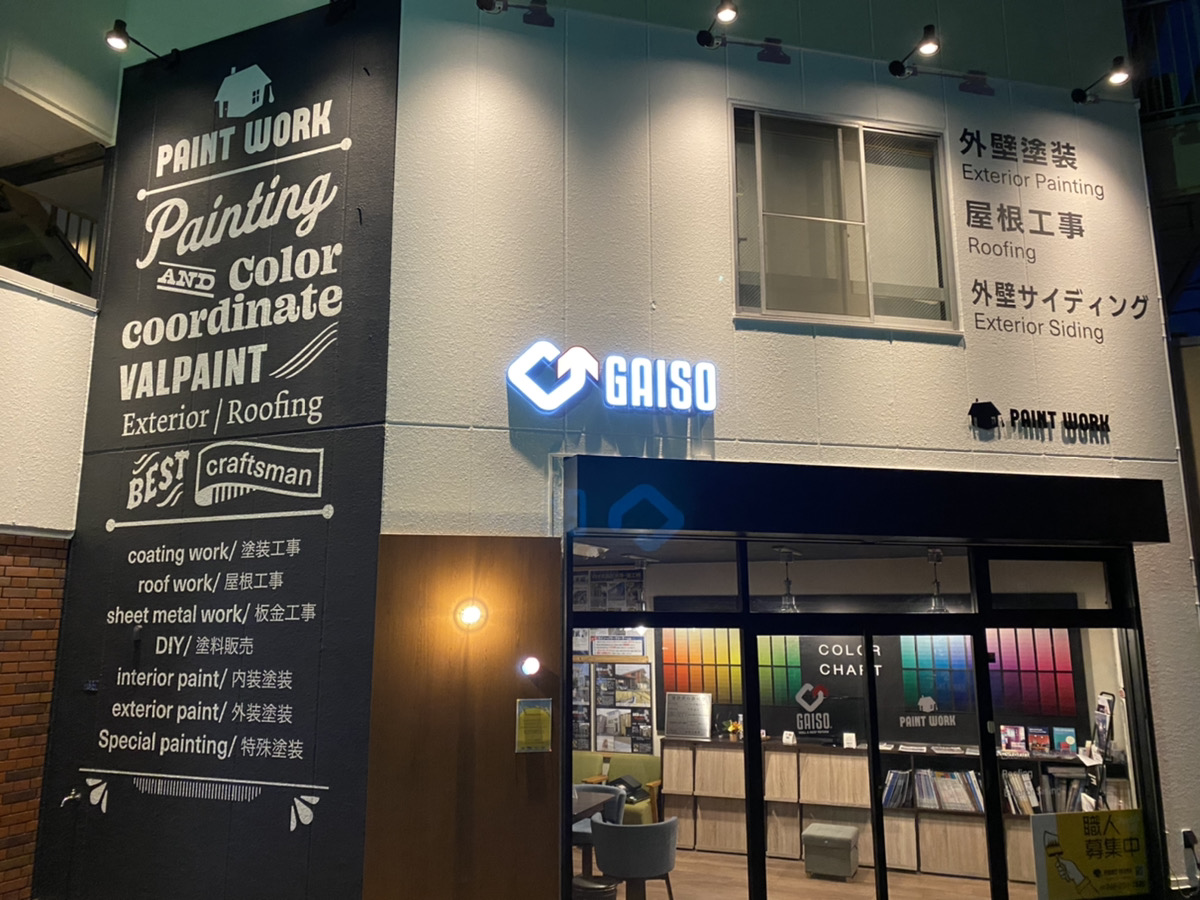 PAINT WORK
Painting
AND Color
coordinate
VALPAINT
Exterior / Roofing
BEST craftsman
coating work/ 塗装工事
roof work/ 屋根工事
sheet metal work/ 板金工事
DIY/ 塗料販売
interior paint/ 内装塗装
exterior paint/ 外装塗装
Special painting/ 特殊塗装
GAISO
外壁塗装
Exterior Painting
屋根工事
Roofing
外壁サイディング
Exterior Siding
PAINT WORK
COLOR
CHART
GAISO
PAINT WORK
職人
募集中
PAINT WORK